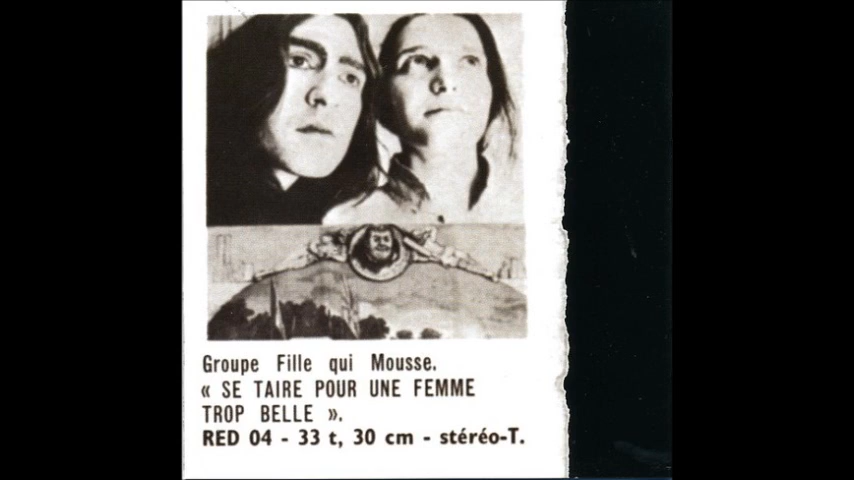 Groupe Fille qui Mousse.
« SE TAIRE POUR UNE FEMME
TROP BELLE ».
RED 04 - 33 t, 30 cm - stéréo-T.